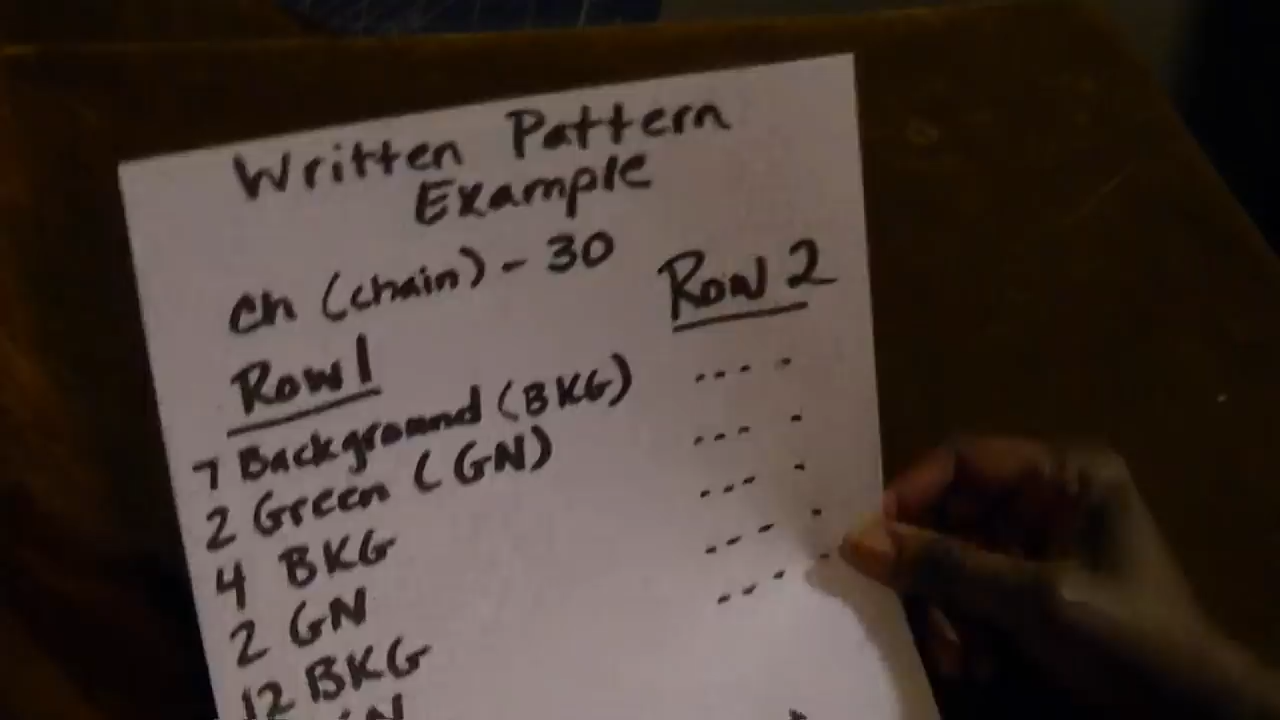 Written Pattern
Example
Ch (chain) - 30
Row 1
7 Background (BKG)
2 Green (GN)
4 BKG
2 GN
12 BKG
GN
Row 2
--- -
--- -
--- -
--- -
--- -